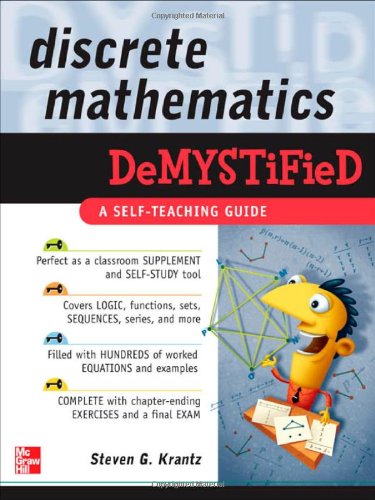 Copyrighted Material
discrete
mathematics
DeMYSTiFieD
A SELF-TEACHING GUIDE
Perfect as a classroom SUPPLEMENT
and SELF-STUDY tool
Covers LOGIC, functions, sets,
SEQUENCES, series, and more
Filled with HUNDREDS of worked
EQUATIONS and examples
COMPLETE with chapter-ending
EXERCISES and a final EXAM
Mc
Graw
Hill
Steven G. Krantz